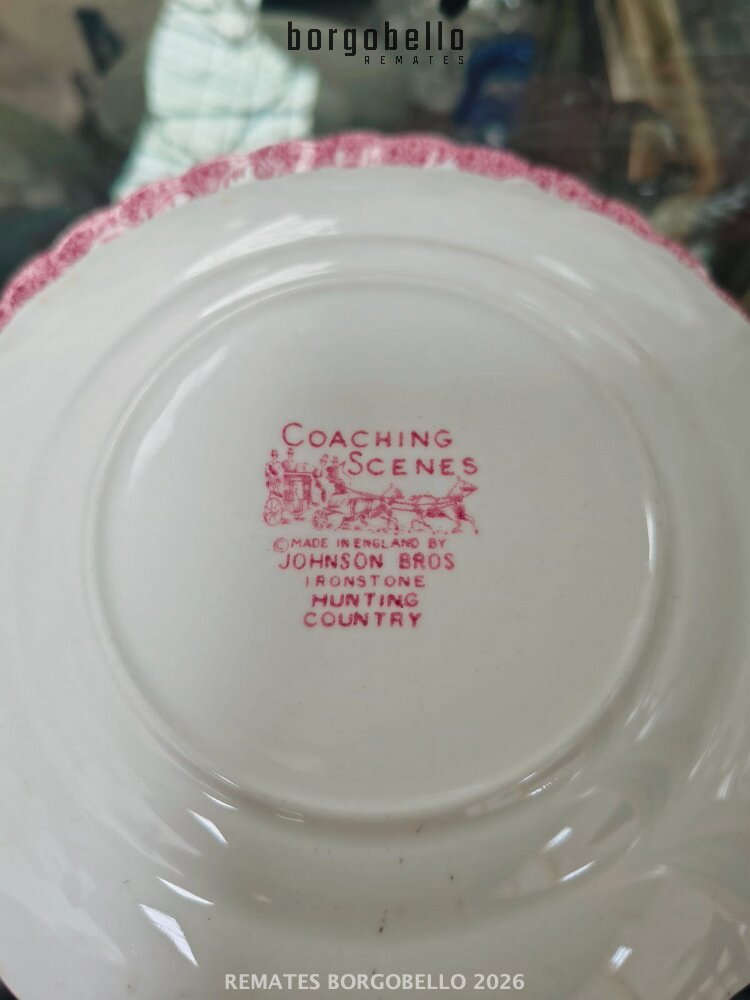 borgobello
REMATES
COACHING
SCENES
© MADE IN ENGLAND BY
JOHNSON BROS
IRONSTONE
HUNTING
COUNTRY
REMATES BORGOBELLO 2026